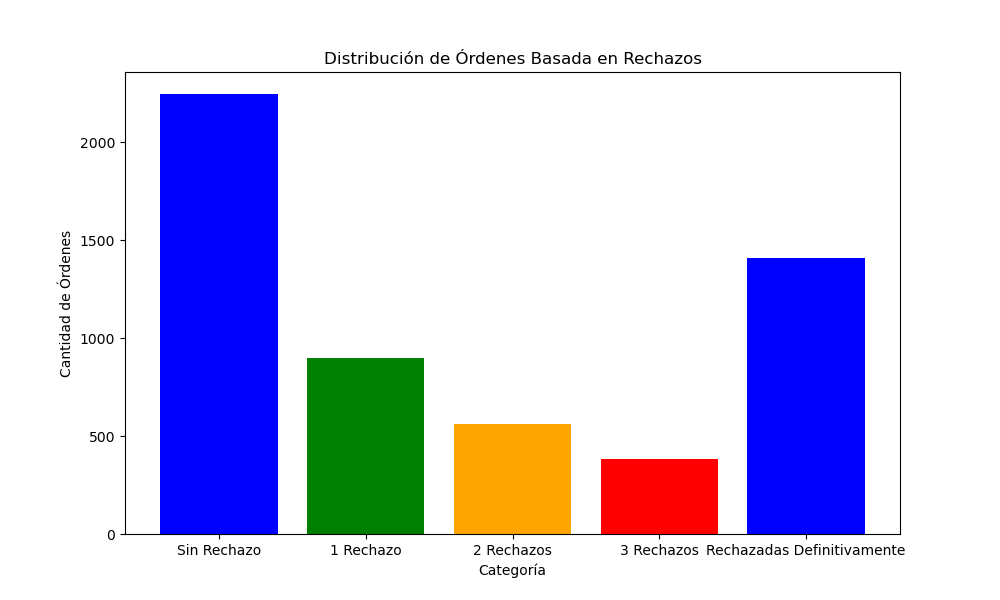 Distribución de Órdenes Basada en Rechazos
Cantidad de Órdenes
2000
1500
1000
500
0
Sin Rechazo 1 Rechazo 2 Rechazos 3 Rechazos Rechazadas Definitivamente
Categoría